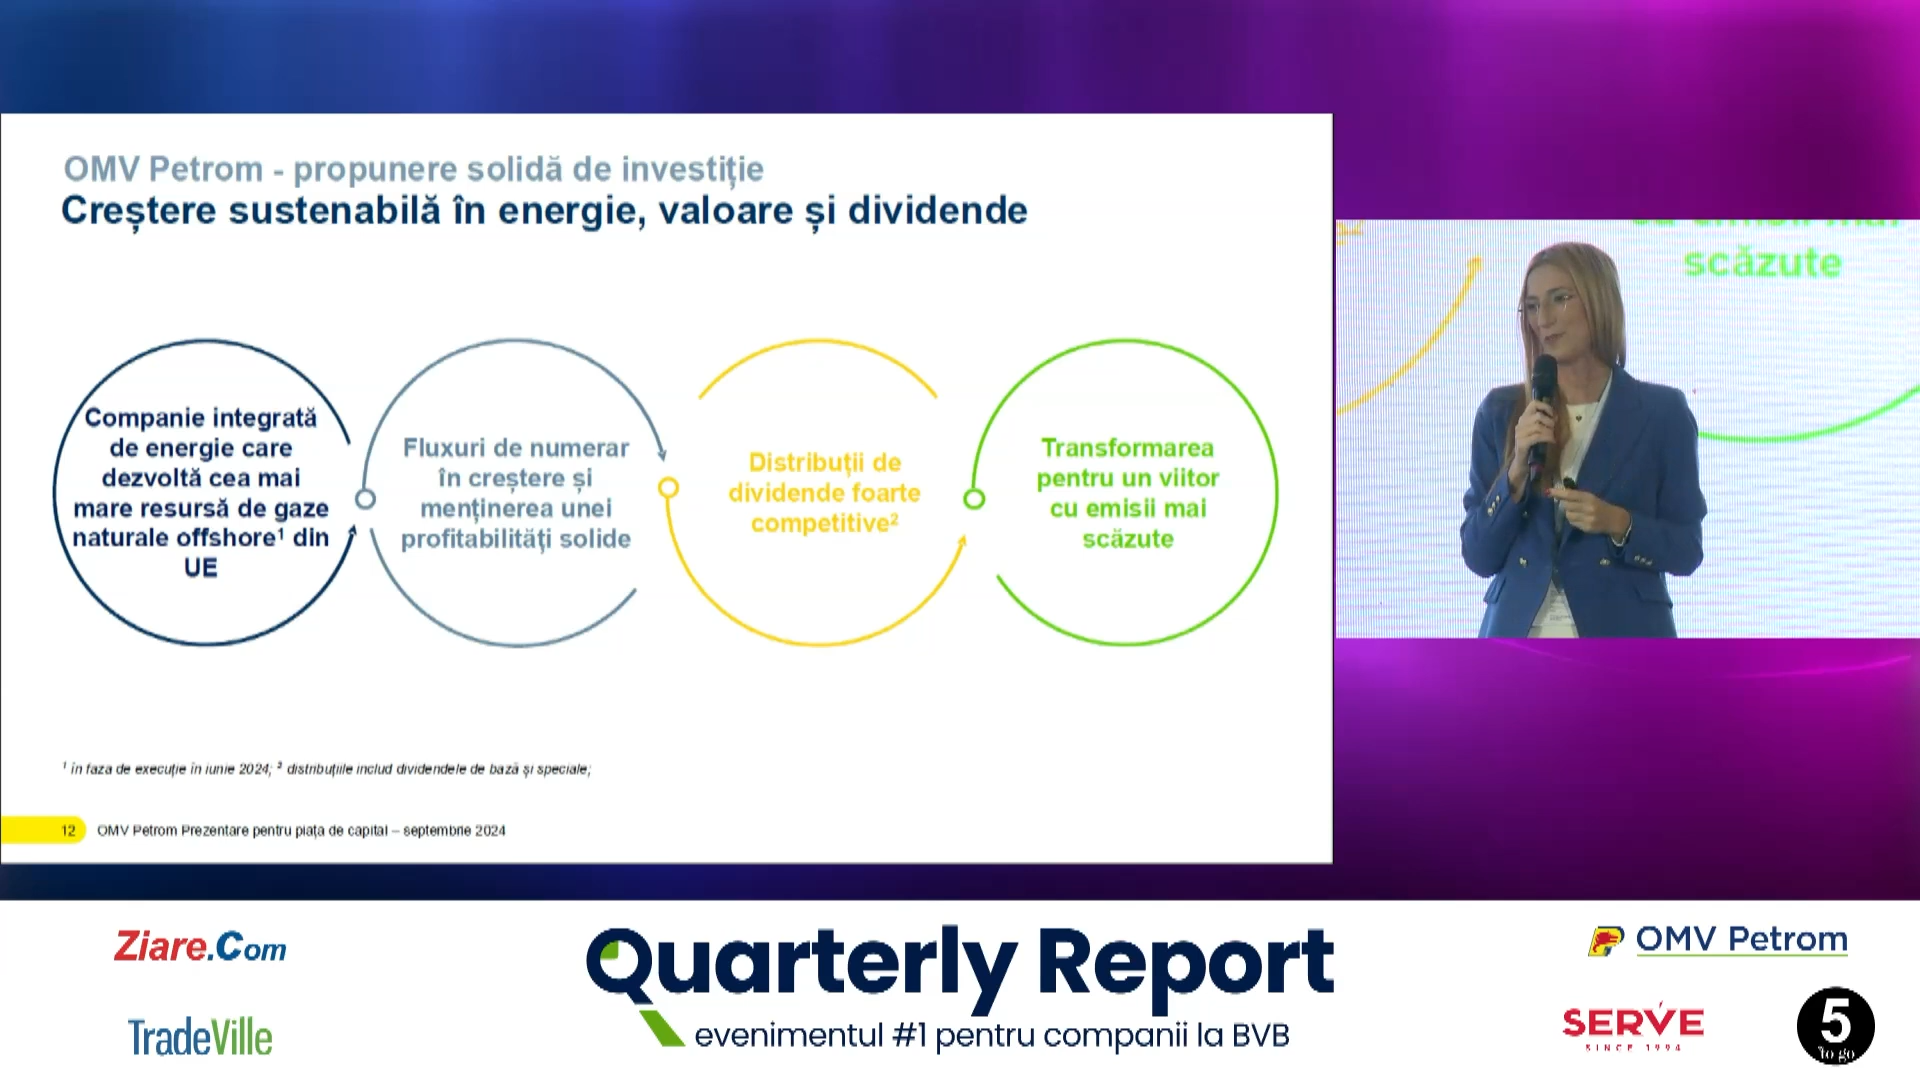 OMV Petrom - propunere solidă de investiție
Creștere sustenabilă în energie, valoare și dividende
Companie integrată
de energie care
dezvoltă cea mai
mare resursă de gaze
naturale offshore¹ din
UE
Fluxuri de numerar
în creștere și
menținerea unei
profitabilități solide
Distribuții de
dividende foarte
competitive²
Transformarea
pentru un viitor
cu emisii mai
scăzute
¹ în faza de execuție în iunie 2024; ² distribuțiile includ dividendele de bază și speciale;
12 OMV Petrom Prezentare pentru piața de capital – septembrie 2024
scăzute
Ziare.Com
TradeVille
Quarterly Report
evenimentul #1 pentru companii la BVB
OMV Petrom
SERVE
SINCE 1994
5
to go